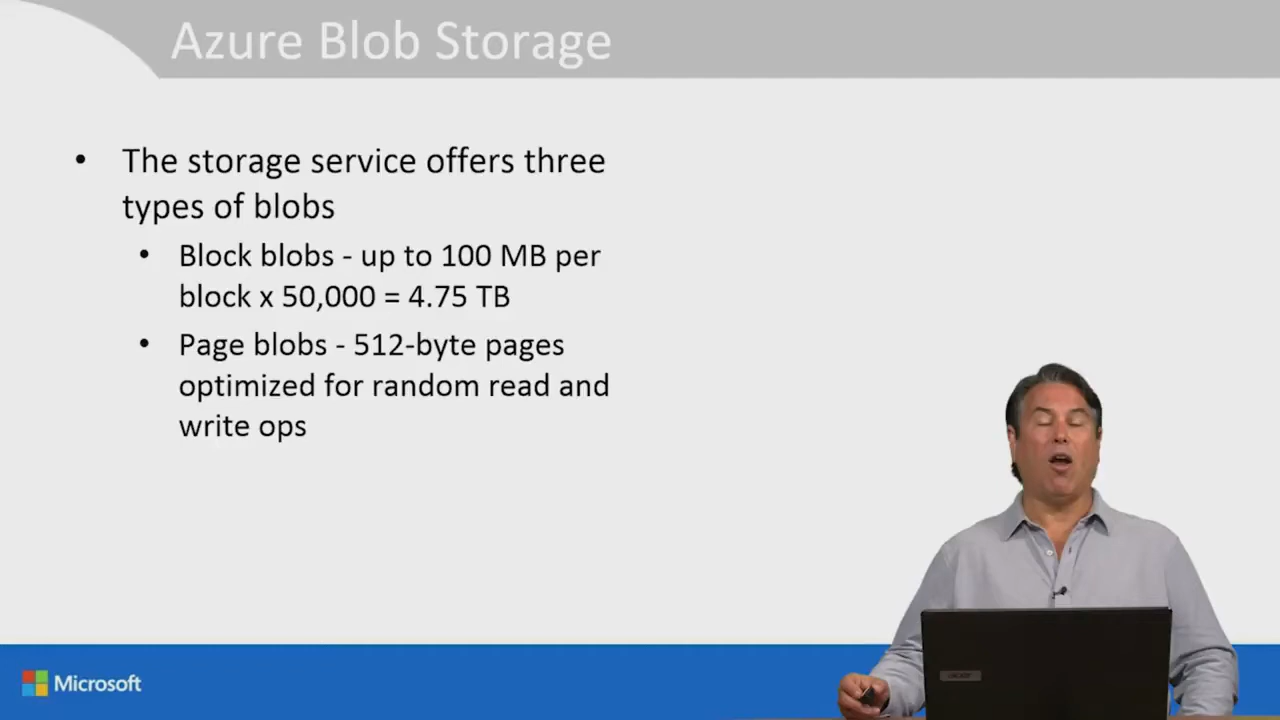 Azure Blob Storage
• The storage service offers three
types of blobs
• Block blobs - up to 100 MB per
block x 50,000 = 4.75 TB
• Page blobs - 512-byte pages
optimized for random read and
write ops
Microsoft